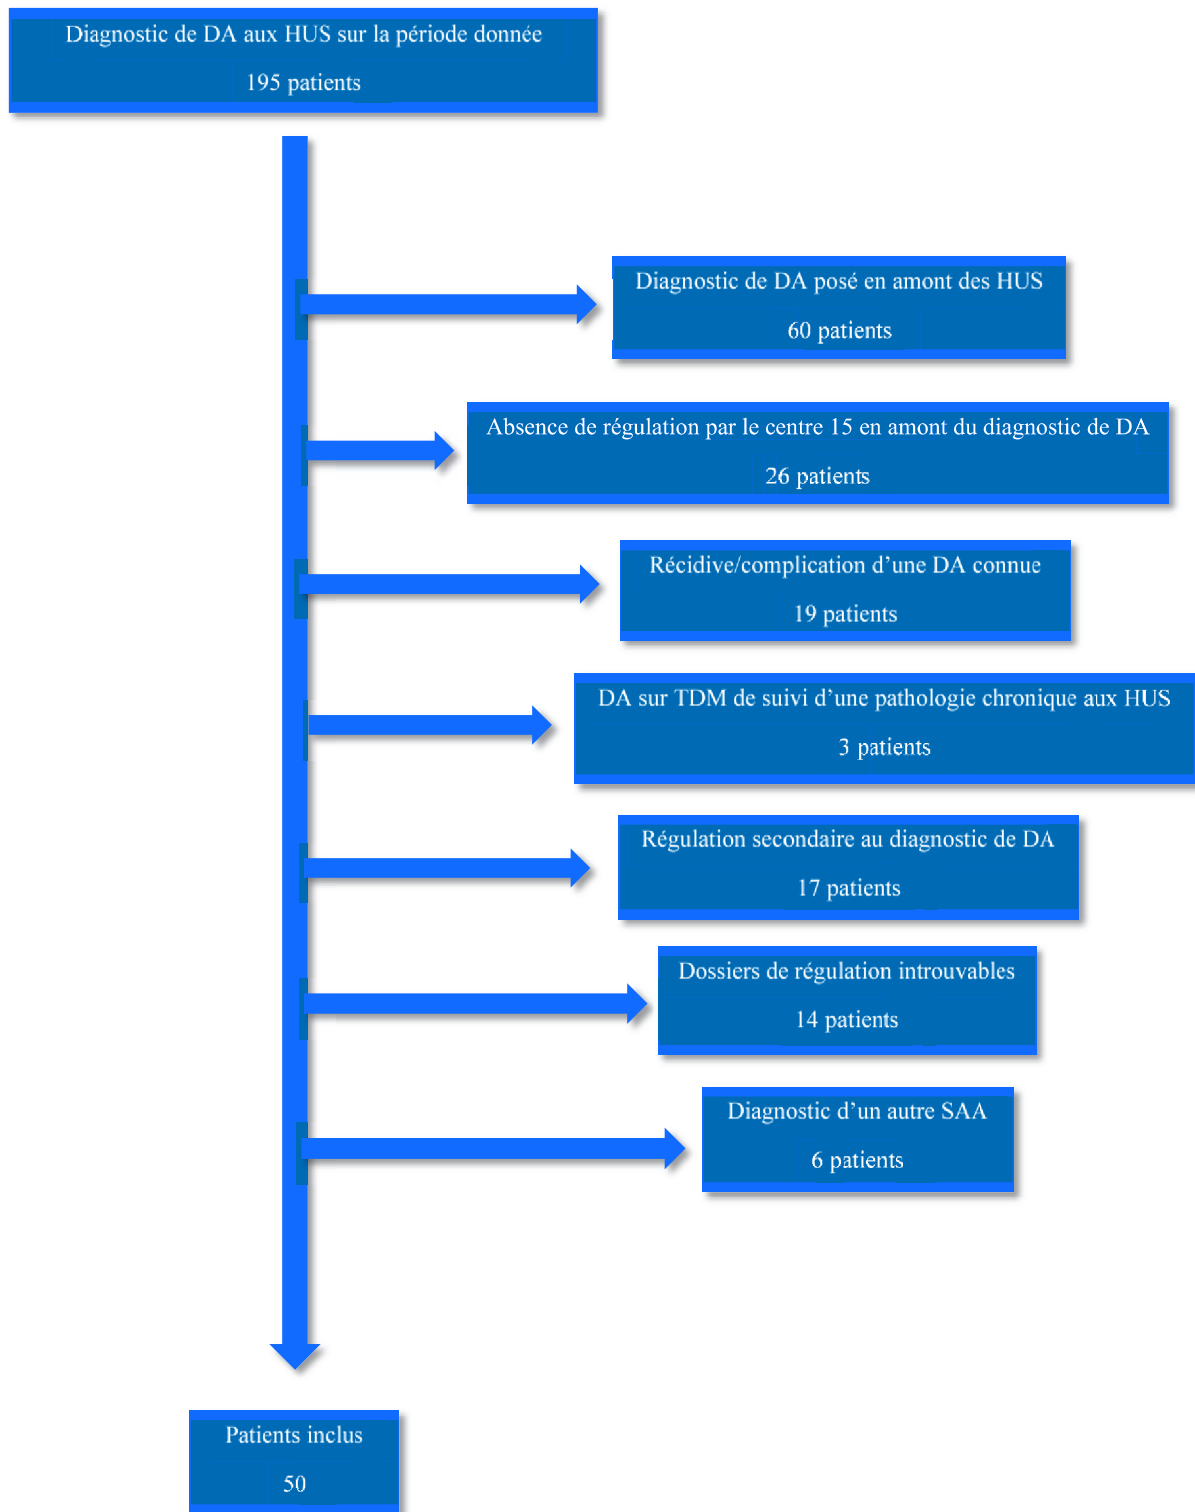 Diagnostic de DA aux HUS sur la période donnée
195 patients
Diagnostic de DA posé en amont des HUS
60 patients
Absence de régulation par le centre 15 en amont du diagnostic de DA
26 patients
Récidive/complication d’une DA connue
19 patients
DA sur TDM de suivi d’une pathologie chronique aux HUS
3 patients
Régulation secondaire au diagnostic de DA
17 patients
Dossiers de régulation introuvables
14 patients
Diagnostic d’un autre SAA
6 patients
Patients inclus
50